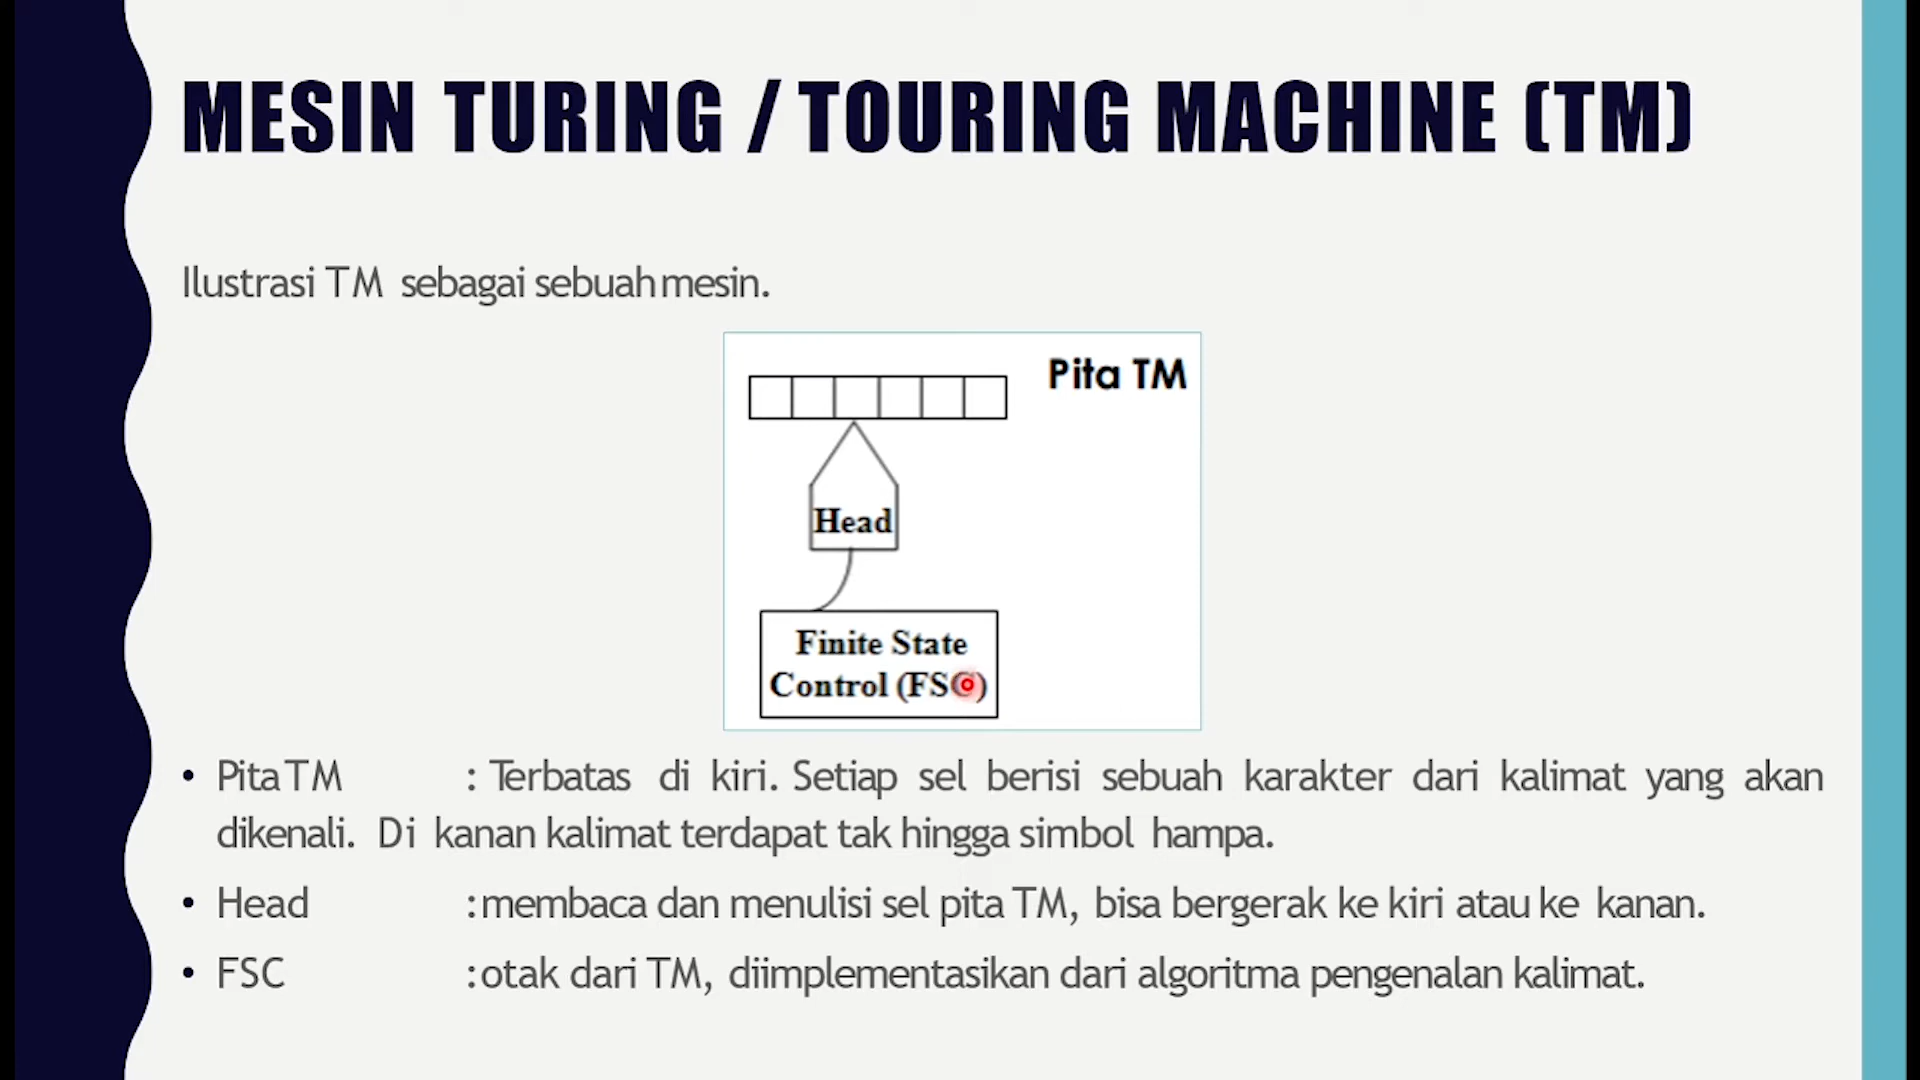 MESIN TURING / TOURING MACHINE (TM)
Ilustrasi TM sebagai sebuah mesin.
Pita TM
Head
Finite State
Control (FSC)
• Pita TM : Terbatas di kiri. Setiap sel berisi sebuah karakter dari kalimat yang akan
dikenali. Di kanan kalimat terdapat tak hingga simbol hampa.
• Head : membaca dan menulisi sel pita TM, bisa bergerak ke kiri atau ke kanan.
• FSC : otak dari TM, diimplementasikan dari algoritma pengenalan kalimat.